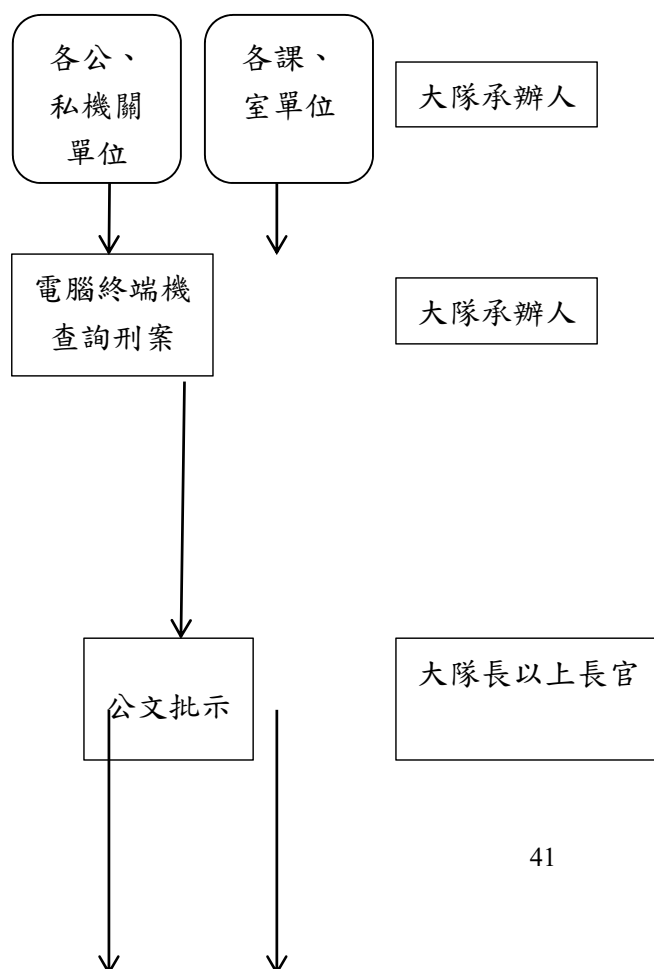 各公、
私機關
單位
各課、
室單位
大隊承辦人
電腦終端機
查詢刑案
大隊承辦人
公文批示
大隊長以上長官
41